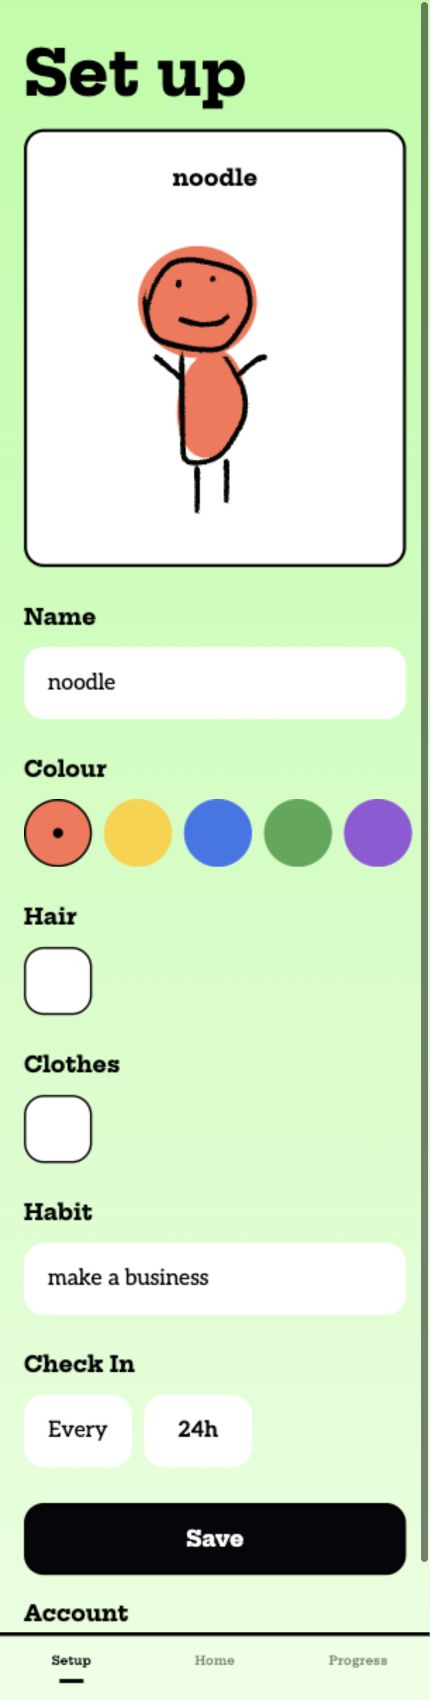 Set up
noodle
Name
noodle
Colour
Hair
Clothes
Habit
make a business
Check In
Every 24h
Save
Account
Setup Home Progress